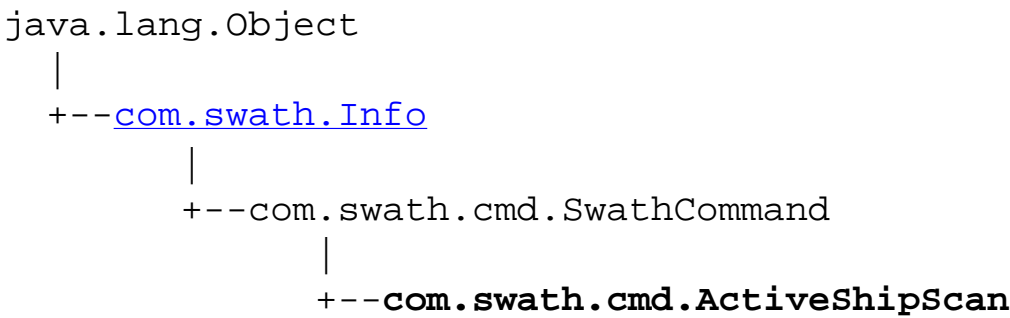 java.lang.Object
|
+--com.swath.Info
|
+--com.swath.cmd.SwathCommand
|
+--com.swath.cmd.ActiveShipScan